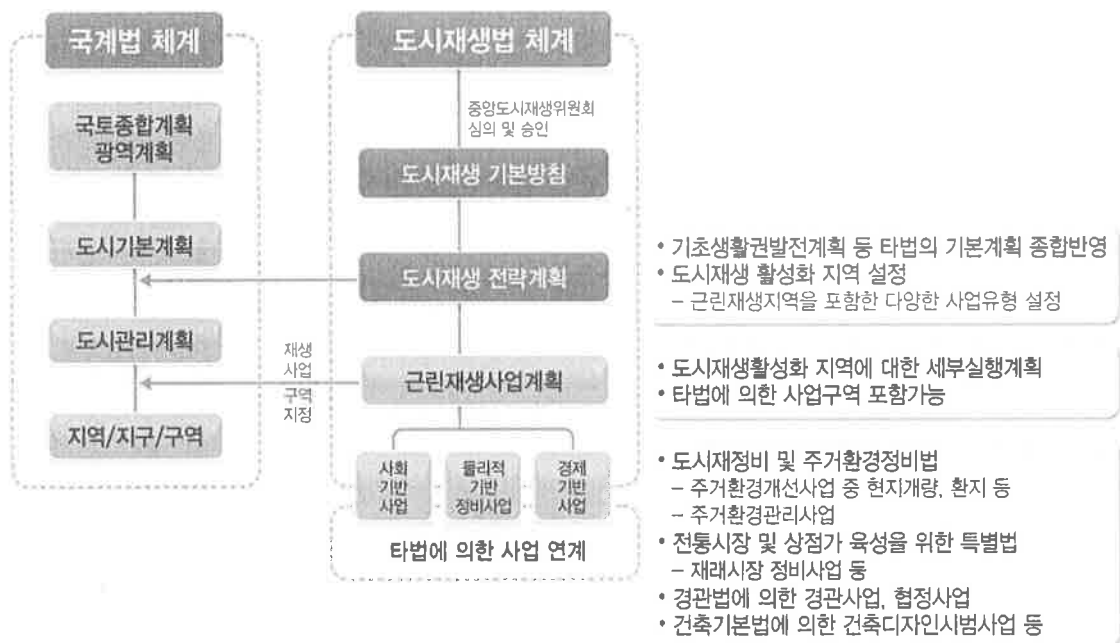 국계법 체계
국토종합계획
광역계획
도시기본계획
도시관리계획
지역/지구/구역
도시재생법 체계
중앙도시재생위원회
심의 및 승인
도시재생 기본방침
도시재생 전략계획
재생
사업
구역
지정
근린재생사업계획
사회
기반
사업
물리적
기반
정비사업
경제
기반
사업
타법에 의한 사업 연계
• 기초생활권발전계획 등 타법의 기본계획 종합반영
• 도시재생 활성화 지역 설정
– 근린재생지역을 포함한 다양한 사업유형 설정
• 도시재생활성화 지역에 대한 세부실행계획
• 타법에 의한 사업구역 포함가능
• 도시재정비 및 주거환경정비법
– 주거환경개선사업 중 현지개량, 환지 등
– 주거환경관리사업
• 전통시장 및 상점가 육성을 위한 특별법
– 재래시장 정비사업 등
• 경관법에 의한 경관사업, 협정사업
• 건축기본법에 의한 건축디자인시범사업 등